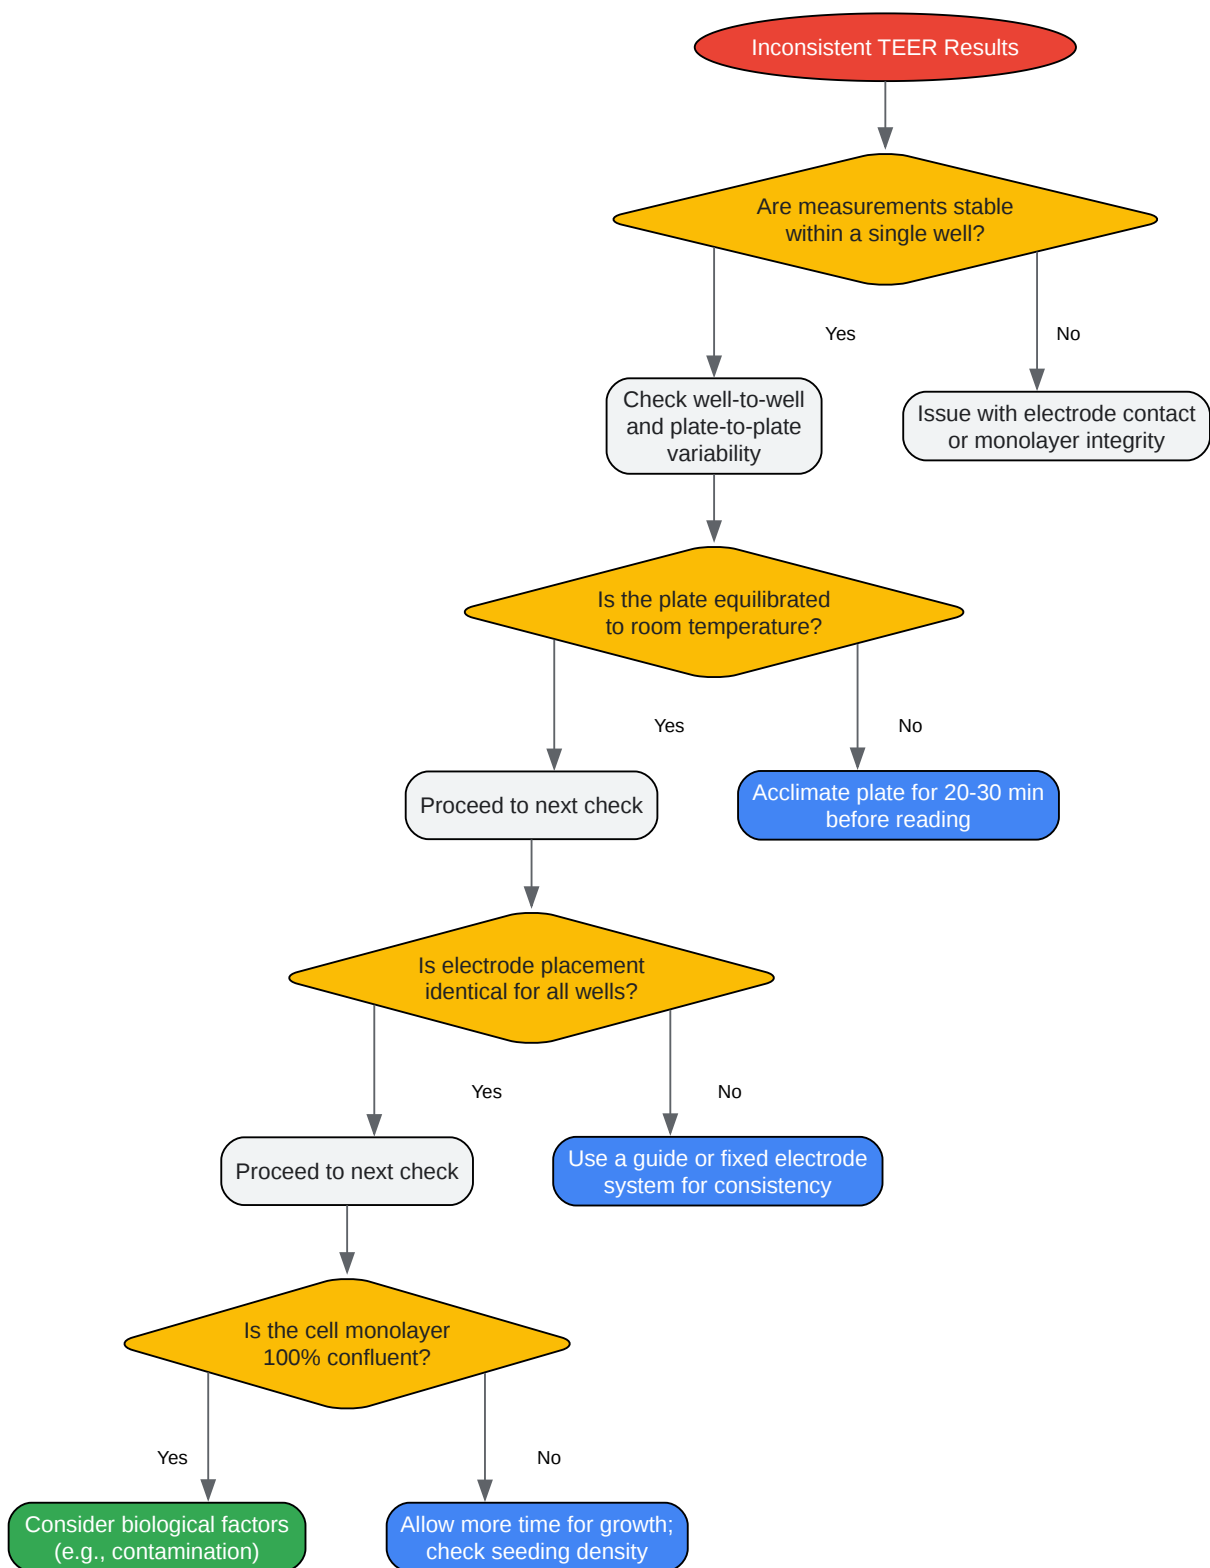 Inconsistent TEER Results
Are measurements stable
within a single well?
Yes
No
Check well-to-well
and plate-to-plate
variability
Issue with electrode contact
or monolayer integrity
Is the plate equilibrated
to room temperature?
Yes
No
Proceed to next check
Acclimate plate for 20-30 min
before reading
Is electrode placement
identical for all wells?
Yes
No
Proceed to next check
Use a guide or fixed electrode
system for consistency
Is the cell monolayer
100% confluent?
Yes
No
Consider biological factors
(e.g., contamination)
Allow more time for growth;
check seeding density